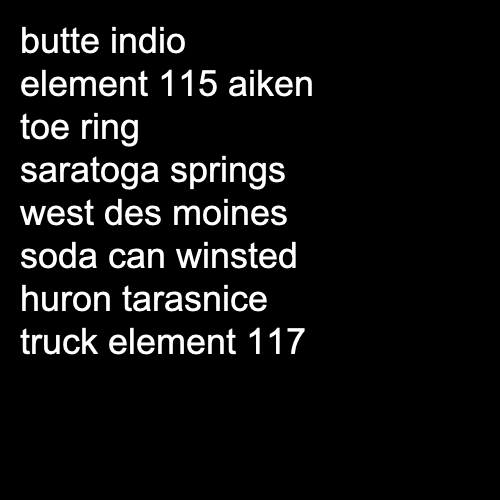 butte indio
element 115 aiken
toe ring
saratoga springs
west des moines
soda can winsted
huron tarasnice
truck element 117